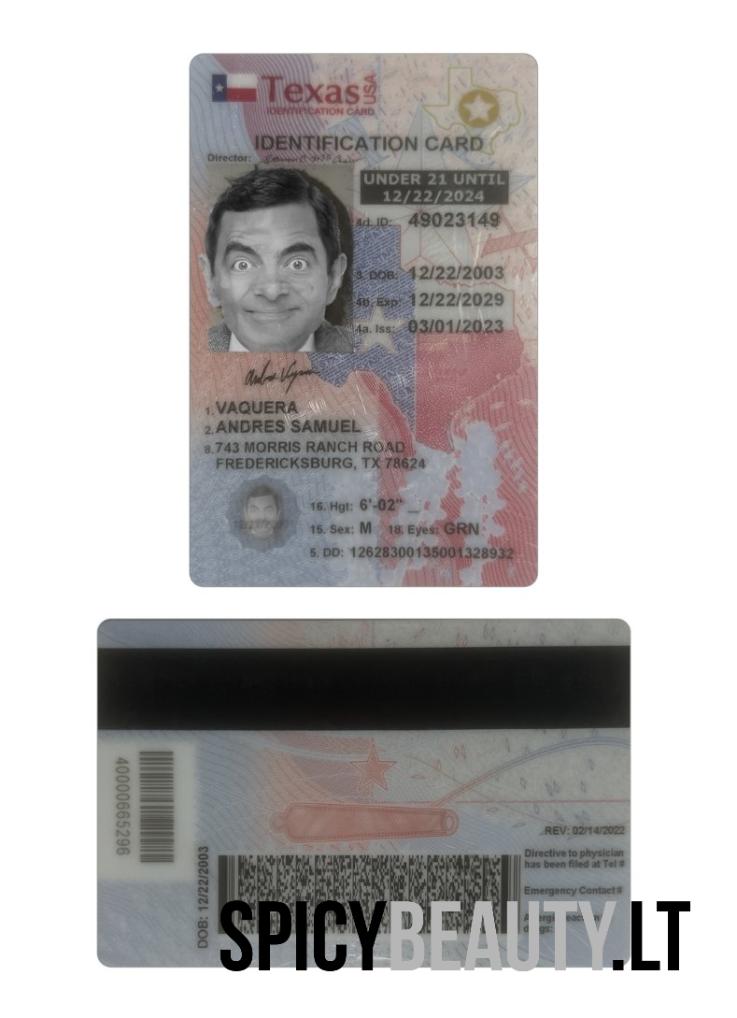 Texas USA
IDENTIFICATION CARD
IDENTIFICATION CARD
Director:
UNDER 21 UNTIL
12/22/2024
4d. ID: 49023149
3. DOB: 12/22/2003
4b. Exp: 12/22/2029
4a. Iss: 03/01/2023
1. VAQUERA
2. ANDRES SAMUEL
8. 743 MORRIS RANCH ROAD
FREDERICKSBURG, TX 78624
16. Hgt: 6'-02"
15. Sex: M 18. Eyes: GRN
5. DD: 12628300135001328932
40000665296
REV: 02/14/2022
Directive to physician
has been filed at Tel #
Emergency Contact#
DOB: 12/22/2003
drugs:
SPICYBEAUTY.LT